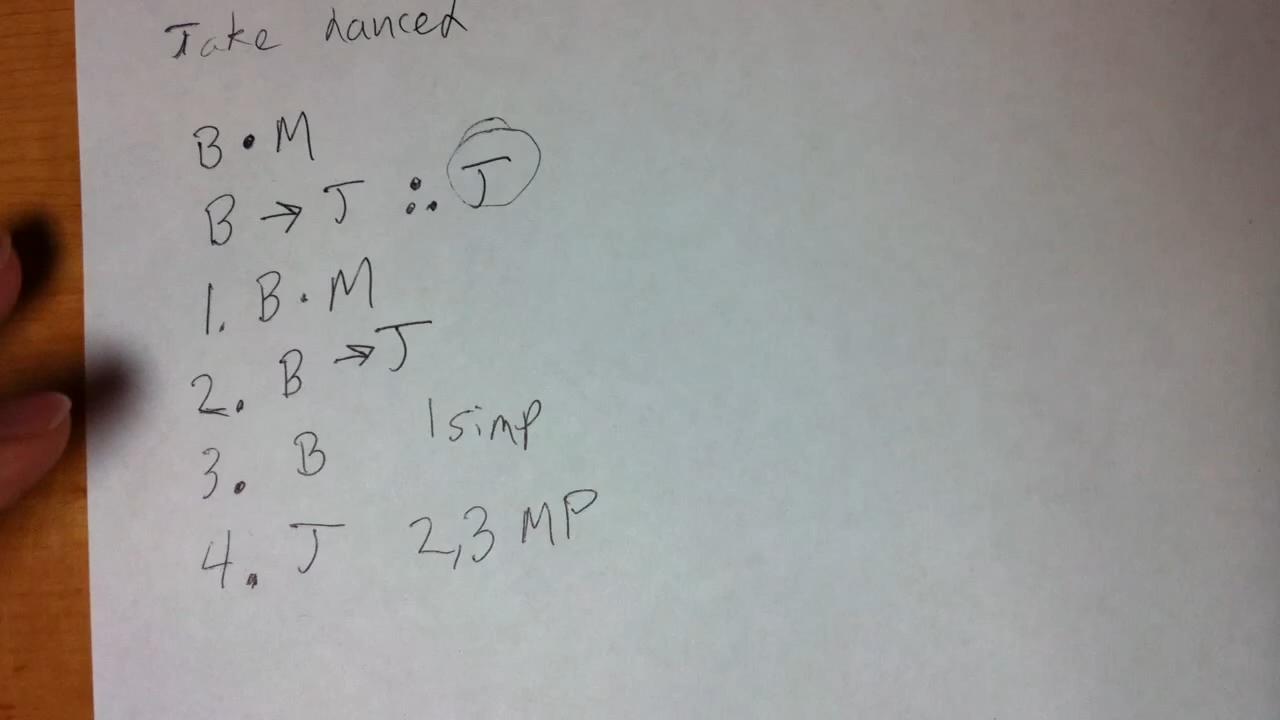 Jake danced
B • M
B → J ∴ J
1. B • M
2. B → J
3. B 1 simp
4. J 2,3 MP